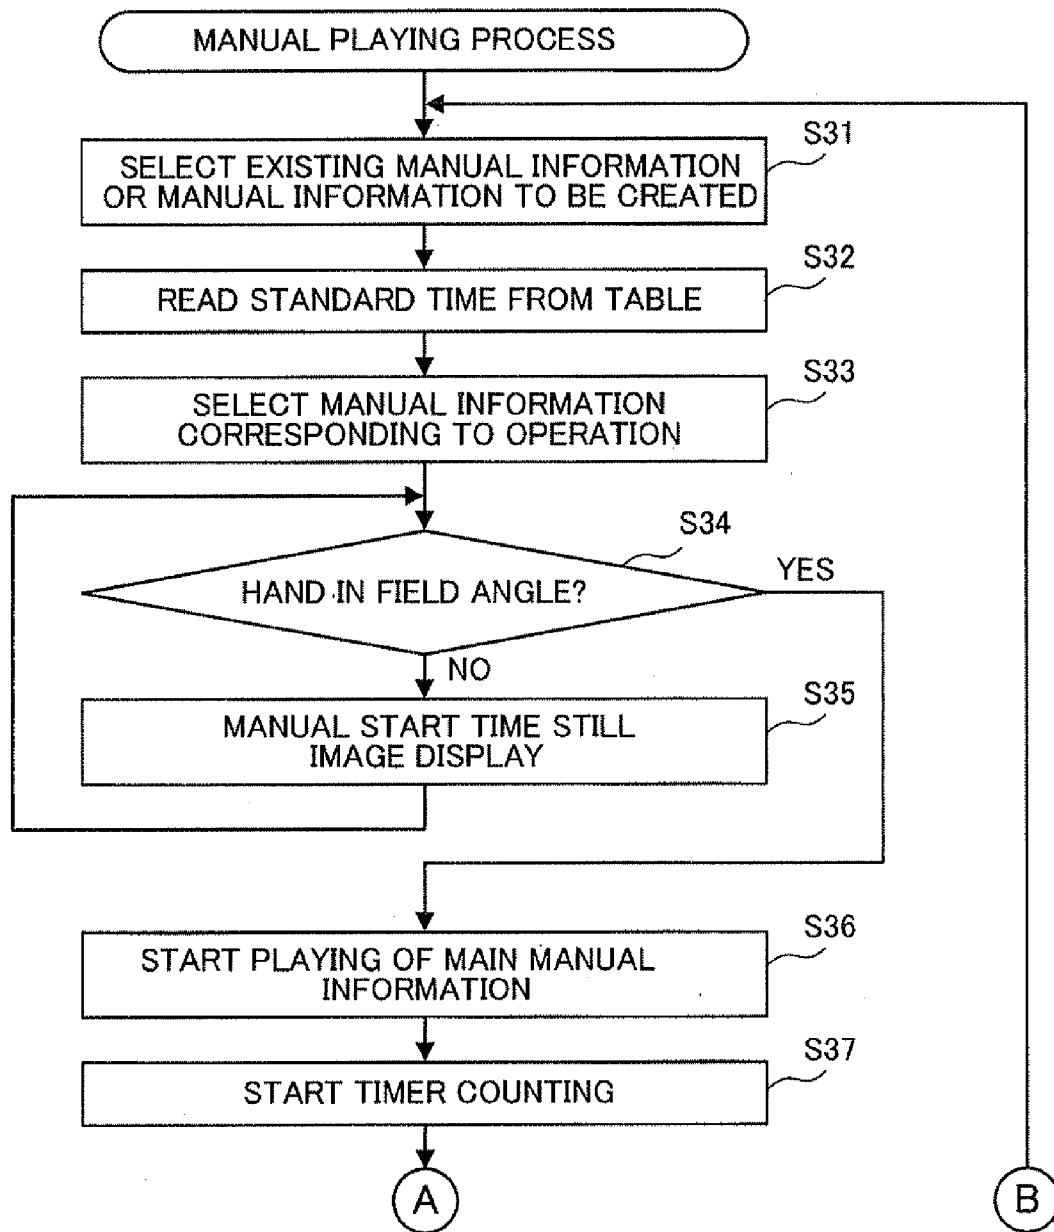 MANUAL PLAYING PROCESS
S31
SELECT EXISTING MANUAL INFORMATION
OR MANUAL INFORMATION TO BE CREATED
S32
READ STANDARD TIME FROM TABLE
S33
SELECT MANUAL INFORMATION
CORRESPONDING TO OPERATION
S34
HAND IN FIELD ANGLE?
YES
NO
S35
MANUAL START TIME STILL
IMAGE DISPLAY
S36
START PLAYING OF MAIN MANUAL
INFORMATION
S37
START TIMER COUNTING
A
B